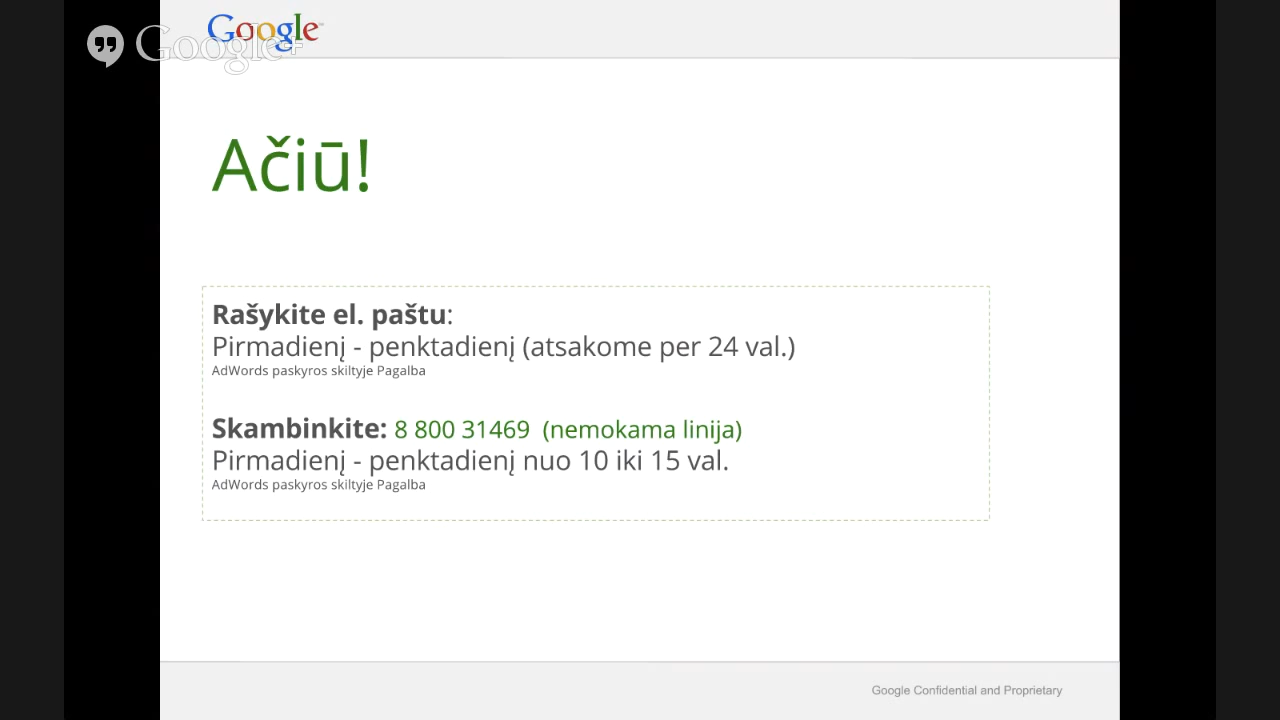 Google
Google+
Ačiū!
Rašykite el. paštu:
Pirmadienį - penktadienį (atsakome per 24 val.)
AdWords paskyros skiltyje Pagalba
Skambinkite: 8 800 31469 (nemokama linija)
Pirmadienį - penktadienį nuo 10 iki 15 val.
AdWords paskyros skiltyje Pagalba
Google Confidential and Proprietary